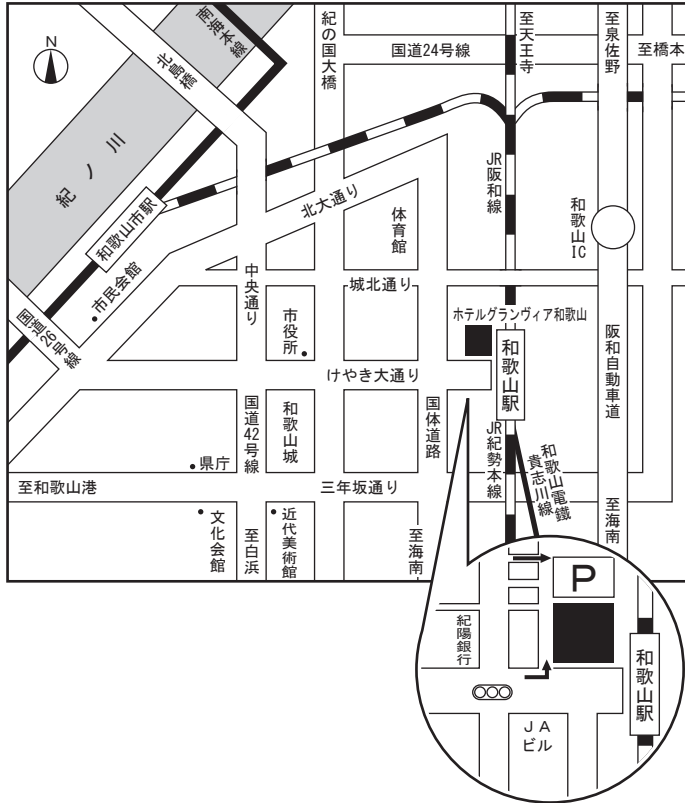 N
南海本線
北島橋
紀の国大橋
国道24号線
至天王寺
至泉佐野
至橋本
紀ノ川
和歌山市駅
市民会館
北大通り
体育館
JR阪和線
和歌山IC
中央通り
城北通り
国道26号線
市役所
ホテルグランヴィア和歌山
和歌山駅
阪和自動車道
けやき大通り
国道42号線
和歌山城
国体道路
JR紀勢本線
和歌山電鐵
貴志川線
県庁
至和歌山港
三年坂通り
文化会館
至白浜
近代美術館
至海南
至海南
P
紀陽銀行
和歌山駅
JA
ビル